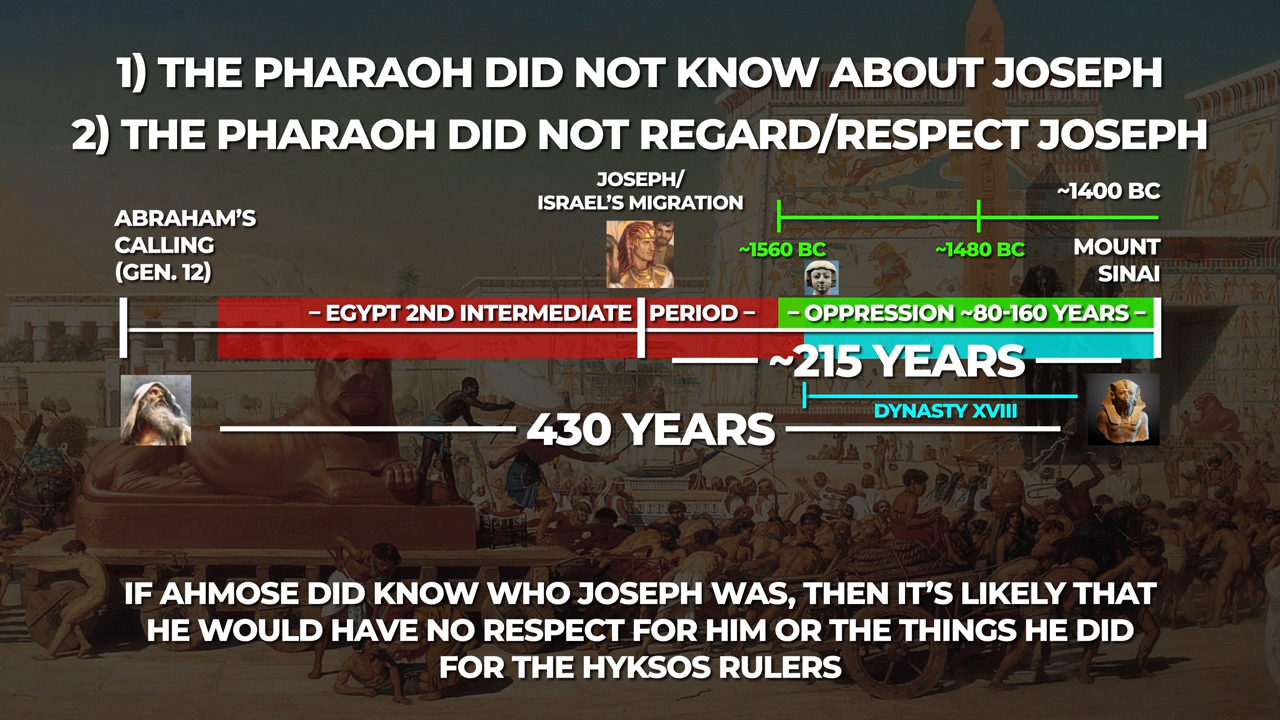 1) THE PHARAOH DID NOT KNOW ABOUT JOSEPH
2) THE PHARAOH DID NOT REGARD/RESPECT JOSEPH
JOSEPH/
ISRAEL’S MIGRATION
~1400 BC
ABRAHAM’S
CALLING
(GEN. 12)
~1560 BC
~1480 BC
MOUNT
SINAI
– EGYPT 2ND INTERMEDIATE PERIOD –
– OPPRESSION ~80-160 YEARS –
~215 YEARS
DYNASTY XVIII
430 YEARS
IF AHMOSE DID KNOW WHO JOSEPH WAS, THEN IT’S LIKELY THAT
HE WOULD HAVE NO RESPECT FOR HIM OR THE THINGS HE DID
FOR THE HYKSOS RULERS